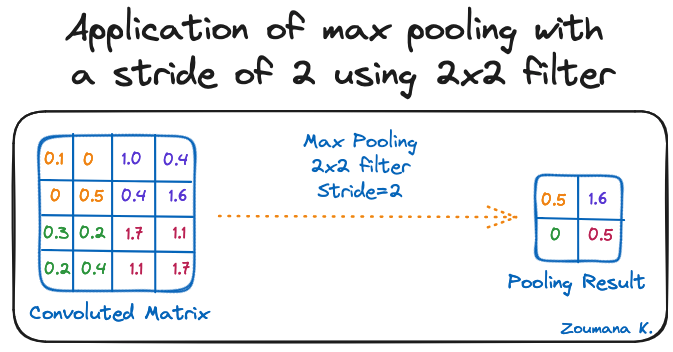 Application of max pooling with
a stride of 2 using 2x2 filter
Max Pooling
2x2 filter
Stride=2
0.1 0 1.0 0.4
0 0.5 0.4 1.6
0.3 0.2 1.7 1.1
0.2 0.4 1.1 1.7
Convoluted Matrix
0.5 1.6
0 0.5
Pooling Result
Zoumana K.